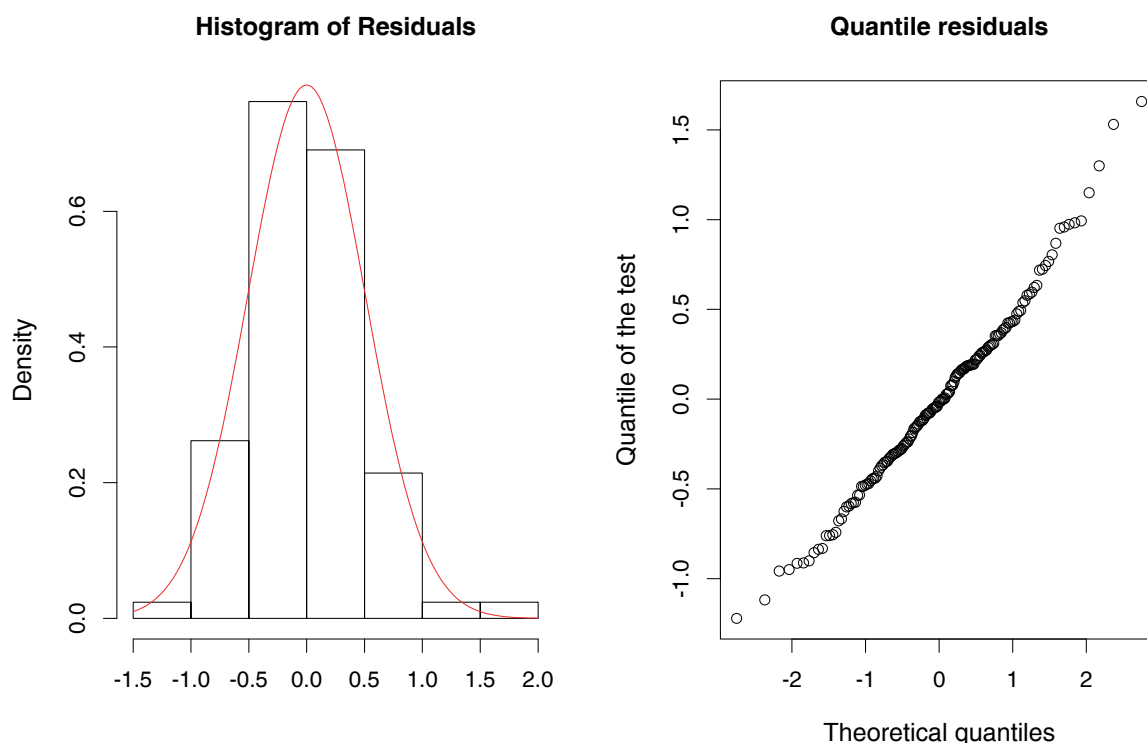 Histogram of Residuals
Density
0.0
0.2
0.4
0.6
-1.5 -1.0 -0.5 0.0 0.5 1.0 1.5 2.0
Quantile residuals
Quantile of the test
-1.0
-0.5
0.0
0.5
1.0
1.5
-2 -1 0 1 2
Theoretical quantiles